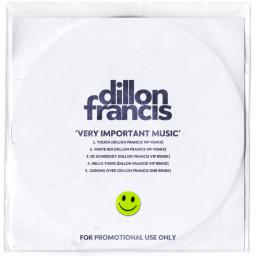 dillon
francis
'VERY IMPORTANT MUSIC'
1. TOUCH (DILLON FRANCIS VIP REMIX)
2. WHITE BOI (DILLON FRANCIS VIP REMIX)
3. BE SOMEBODY (DILLON FRANCIS VIP REMIX)
4. HELLO THERE (DILLON FRANCIS VIP REMIX)
5. COMING OVER (DILLON FRANCIS DNB REMIX)
FOR PROMOTIONAL USE ONLY